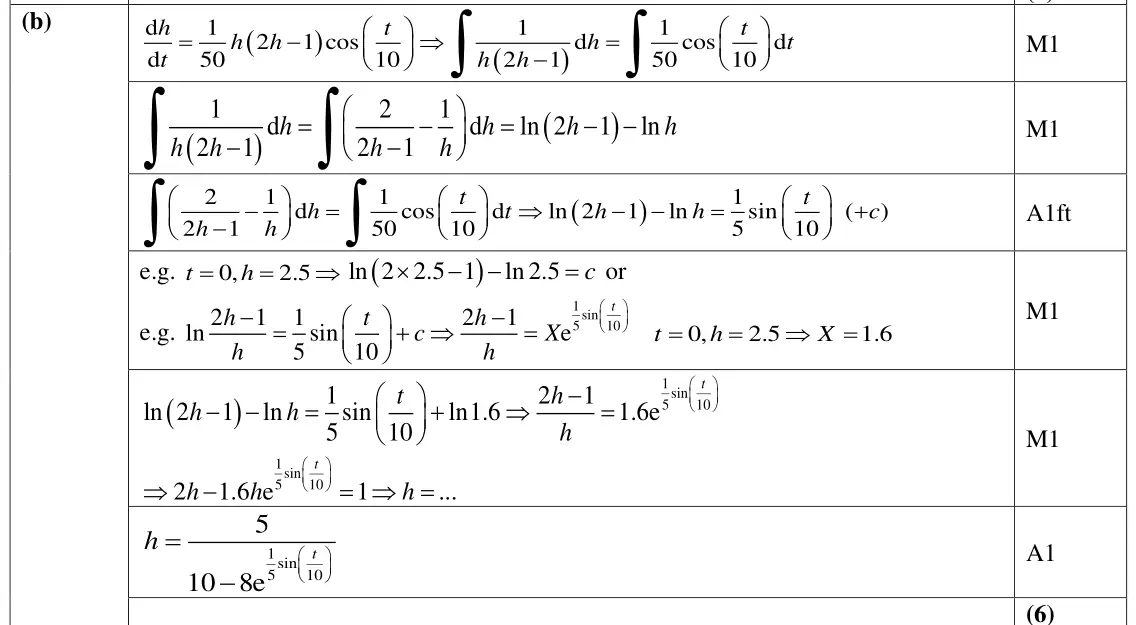 (b)
dh/dt = 1/50 h(2h−1)cos(t/10) ⇒ ∫ 1/(h(2h−1)) dh = ∫ 1/50 cos(t/10) dt
M1
∫ 1/(h(2h−1)) dh = ∫ (2/(2h−1) − 1/h) dh = ln(2h−1) − ln h
M1
∫ (2/(2h−1) − 1/h) dh = ∫ 1/50 cos(t/10) dt ⇒ ln(2h−1) − ln h = 1/5 sin(t/10) (+c)
A1ft
e.g. t = 0, h = 2.5 ⇒ ln(2×2.5−1) − ln 2.5 = c or
e.g. ln (2h−1)/h = 1/5 sin(t/10) + c ⇒ (2h−1)/h = Xe^(1/5 sin(t/10)) t = 0, h = 2.5 ⇒ X = 1.6
M1
ln(2h−1) − ln h = 1/5 sin(t/10) + ln1.6 ⇒ (2h−1)/h = 1.6e^(1/5 sin(t/10))
⇒ 2h − 1.6he^(1/5 sin(t/10)) = 1 ⇒ h = ...
M1
h = 5/(10 − 8e^(1/5 sin(t/10)))
A1
(6)